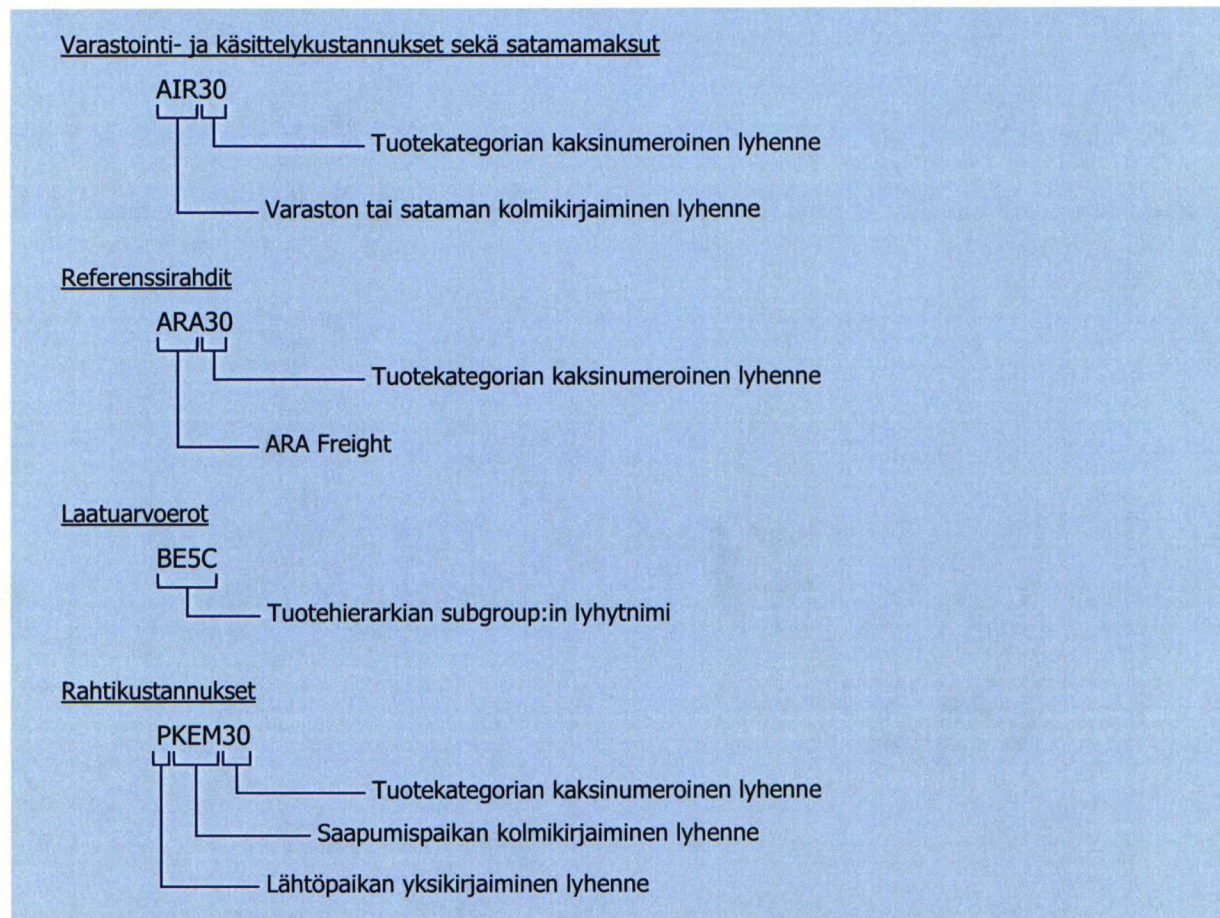 Varastointi- ja käsittelykustannukset sekä satamamaksut
AIR30
Tuotekategorian kaksinumeroinen lyhenne
Varaston tai sataman kolmikirjaiminen lyhenne
Referenssirahdit
ARA30
Tuotekategorian kaksinumeroinen lyhenne
ARA Freight
Laatuarvoerot
BE5C
Tuotehierarkian subgroup:in lyhytnimi
Rahtikustannukset
PKEM30
Tuotekategorian kaksinumeroinen lyhenne
Saapumispaikan kolmikirjaiminen lyhenne
Lähtöpaikan yksikirjaiminen lyhenne